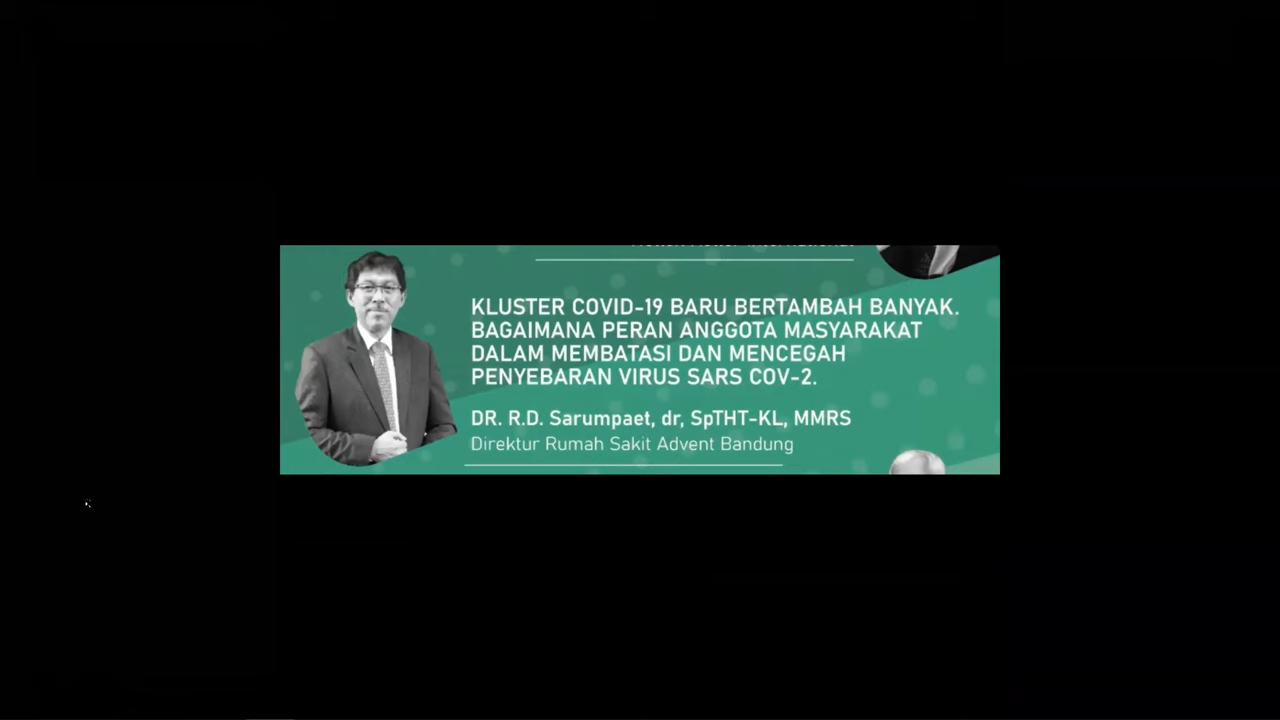 KLUSTER COVID-19 BARU BERTAMBAH BANYAK.
BAGAIMANA PERAN ANGGOTA MASYARAKAT
DALAM MEMBATASI DAN MENCEGAH
PENYEBARAN VIRUS SARS COV-2.
DR. R.D. Sarumpaet, dr, SpTHT-KL, MMRS
Direktur Rumah Sakit Advent Bandung